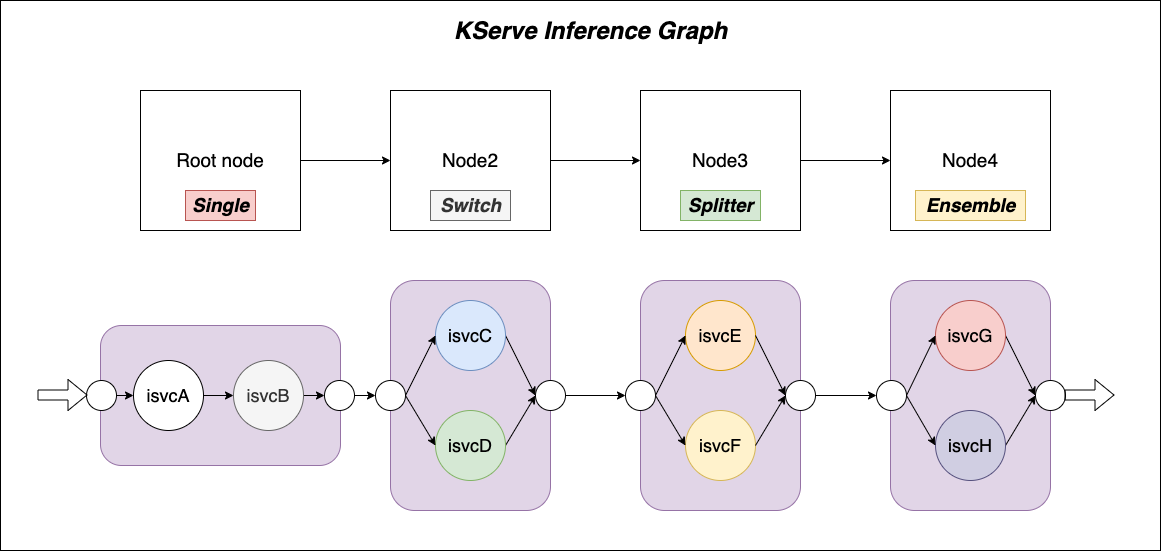 KServe Inference Graph
Root node
Single
Node2
Switch
Node3
Splitter
Node4
Ensemble
isvcA
isvcB
isvcC
isvcD
isvcE
isvcF
isvcG
isvcH